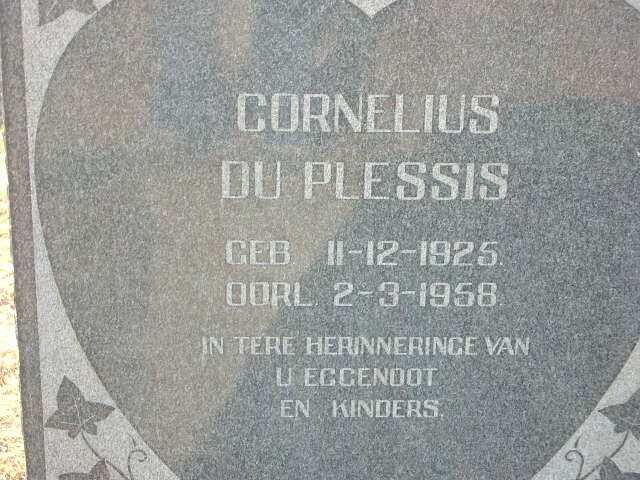 CORNELIUS
DU PLESSIS
GEB 11-12-1925.
OORL. 2-3-1958
IN TERE HERINNERINGE VAN
U EGGENOOT
EN KINDERS.